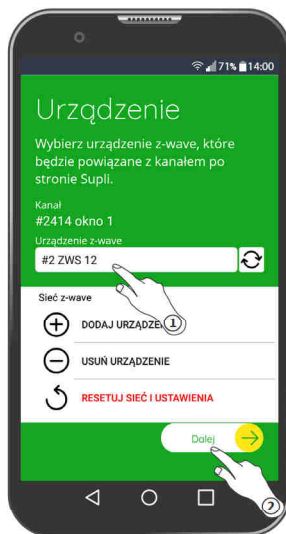 71% 14:00
Urządzenie
Wybierz urządzenie z-wave, które
będzie powiązane z kanałem po
stronie Supli.
Kanał
#2414 okno 1
Urządzenie z-wave
#2 ZWS 12
Sieć z-wave
DODAJ URZĄDZE
1
USUŃ URZĄDZENIE
RESETUJ SIEĆ I USTAWIENIA
Dalej
2